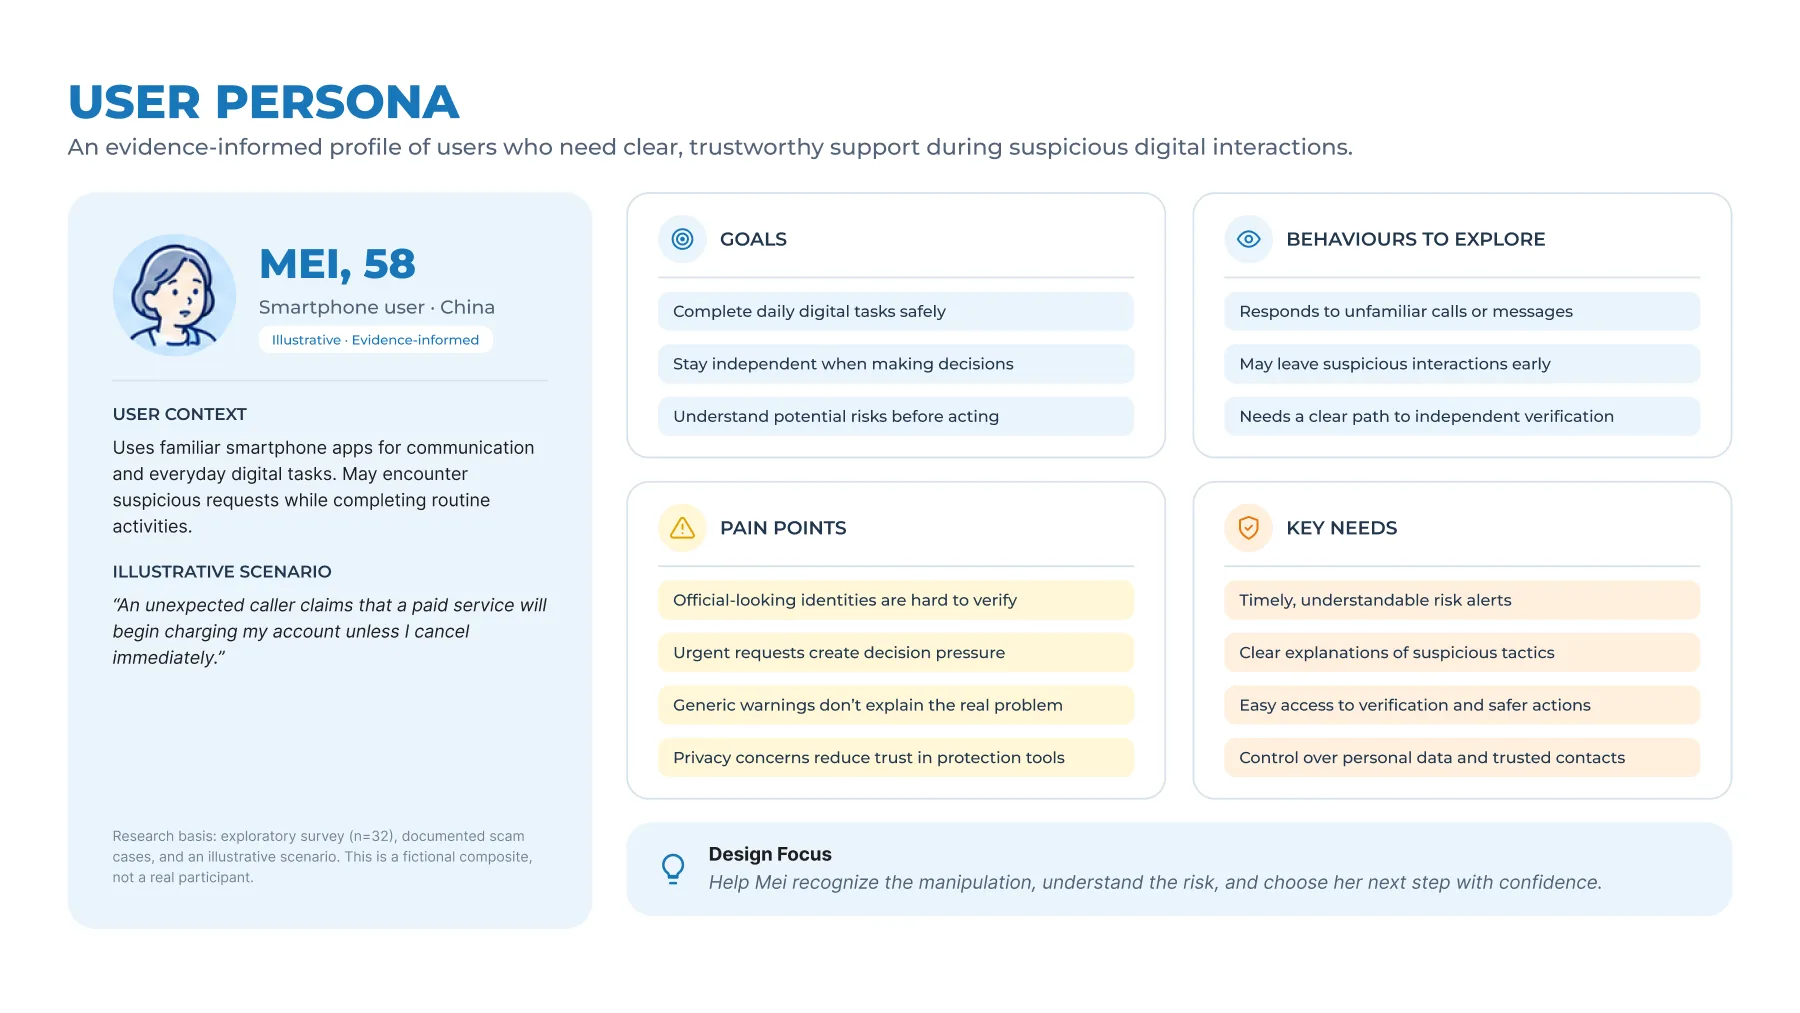 USER PERSONA
An evidence-informed profile of users who need clear, trustworthy support during suspicious digital interactions.
MEI, 58
Smartphone user · China
Illustrative · Evidence-informed
USER CONTEXT
Uses familiar smartphone apps for communication
and everyday digital tasks. May encounter
suspicious requests while completing routine
activities.
ILLUSTRATIVE SCENARIO
“An unexpected caller claims that a paid service will
begin charging my account unless I cancel
immediately.”
Research basis: exploratory survey (n=32), documented scam
cases, and an illustrative scenario. This is a fictional composite,
not a real participant.
GOALS
Complete daily digital tasks safely
Stay independent when making decisions
Understand potential risks before acting
BEHAVIOURS TO EXPLORE
Responds to unfamiliar calls or messages
May leave suspicious interactions early
Needs a clear path to independent verification
PAIN POINTS
Official-looking identities are hard to verify
Urgent requests create decision pressure
Generic warnings don’t explain the real problem
Privacy concerns reduce trust in protection tools
KEY NEEDS
Timely, understandable risk alerts
Clear explanations of suspicious tactics
Easy access to verification and safer actions
Control over personal data and trusted contacts
Design Focus
Help Mei recognize the manipulation, understand the risk, and choose her next step with confidence.